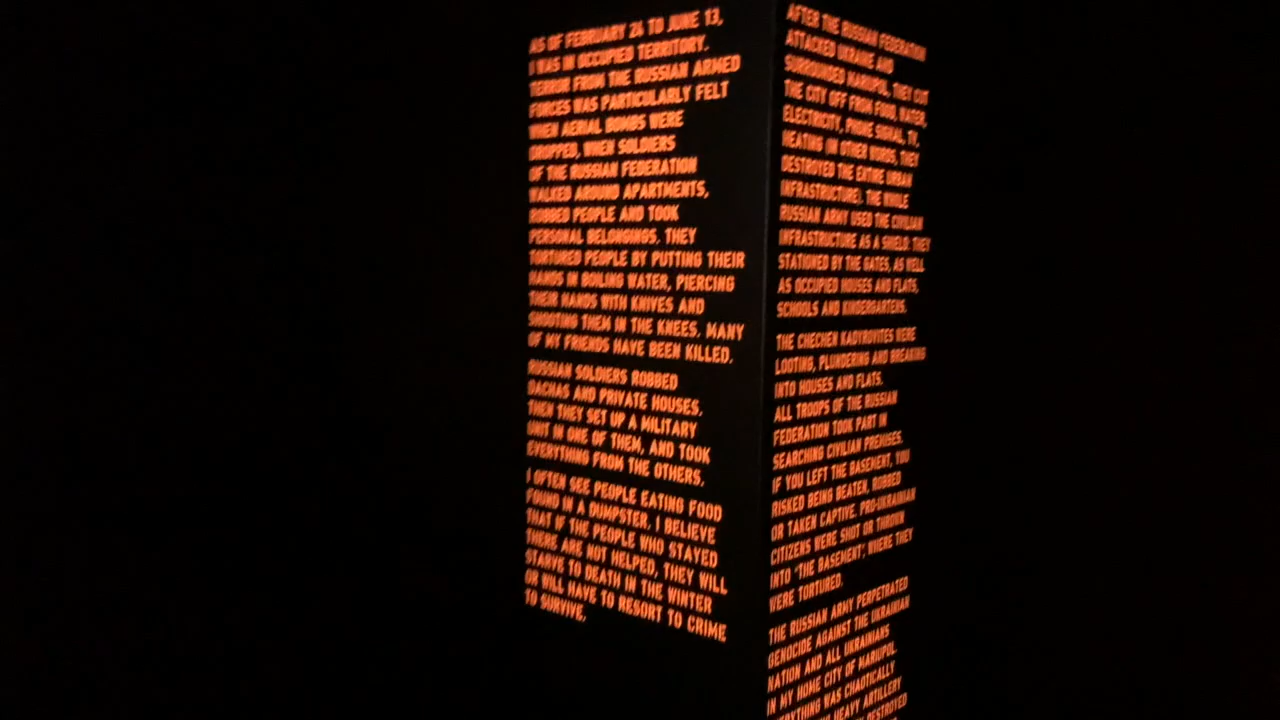 AS OF FEBRUARY 24 TO JUNE 13,
I WAS IN OCCUPIED TERRITORY.
TERROR FROM THE RUSSIAN ARMED
FORCES WAS PARTICULARLY FELT
WHEN AERIAL BOMBS WERE
DROPPED, WHEN SOLDIERS
OF THE RUSSIAN FEDERATION
WALKED AROUND APARTMENTS,
ROBBED PEOPLE AND TOOK
PERSONAL BELONGINGS. THEY
TORTURED PEOPLE BY PUTTING THEIR
HANDS IN BOILING WATER, PIERCING
THEIR HANDS WITH KNIVES AND
SHOOTING THEM IN THE KNEES. MANY
OF MY FRIENDS HAVE BEEN KILLED.
RUSSIAN SOLDIERS ROBBED
DACHAS AND PRIVATE HOUSES.
THEN THEY SET UP A MILITARY
UNIT IN ONE OF THEM, AND TOOK
EVERYTHING FROM THE OTHERS.
I OFTEN SEE PEOPLE EATING FOOD
FOUND IN A DUMPSTER. I BELIEVE
THAT IF THE PEOPLE WHO STAYED
THERE ARE NOT HELPED, THEY WILL
STARVE TO DEATH IN THE WINTER
OR WILL HAVE TO RESORT TO CRIME
TO SURVIVE.
AFTER THE RUSSIAN FEDERATION
ATTACKED UKRAINE AND
SURROUNDED MARIUPOL, THEY CUT
THE CITY OFF FROM FOOD, WATER,
ELECTRICITY, PHONE SIGNAL, TV,
HEATING (IN OTHER WORDS, THEY
DESTROYED THE ENTIRE URBAN
INFRASTRUCTURE). THE WHOLE
RUSSIAN ARMY USED THE CIVILIAN
INFRASTRUCTURE AS A SHIELD: THEY
STATIONED BY THE GATES, AS WELL
AS OCCUPIED HOUSES AND FLATS,
SCHOOLS AND KINDERGARTENS.
THE CHECHEN KADYROVITES WERE
LOOTING, PLUNDERING AND BREAKING
INTO HOUSES AND FLATS.
ALL TROOPS OF THE RUSSIAN
FEDERATION TOOK PART IN
SEARCHING CIVILIAN PREMISES.
IF YOU LEFT THE BASEMENT, YOU
RISKED BEING BEATEN, ROBBED
OR TAKEN CAPTIVE. PRO-UKRAINIAN
CITIZENS WERE SHOT OR THROWN
INTO "THE BASEMENT", WHERE THEY
WERE TORTURED.
THE RUSSIAN ARMY PERPETRATED
GENOCIDE AGAINST THE UKRAINIAN
NATION AND ALL UKRAINIANS
IN MY HOME CITY OF MARIUPOL.
EVERYTHING WAS CHAOTICALLY
HEAVY ARTILLERY
DESTROYED